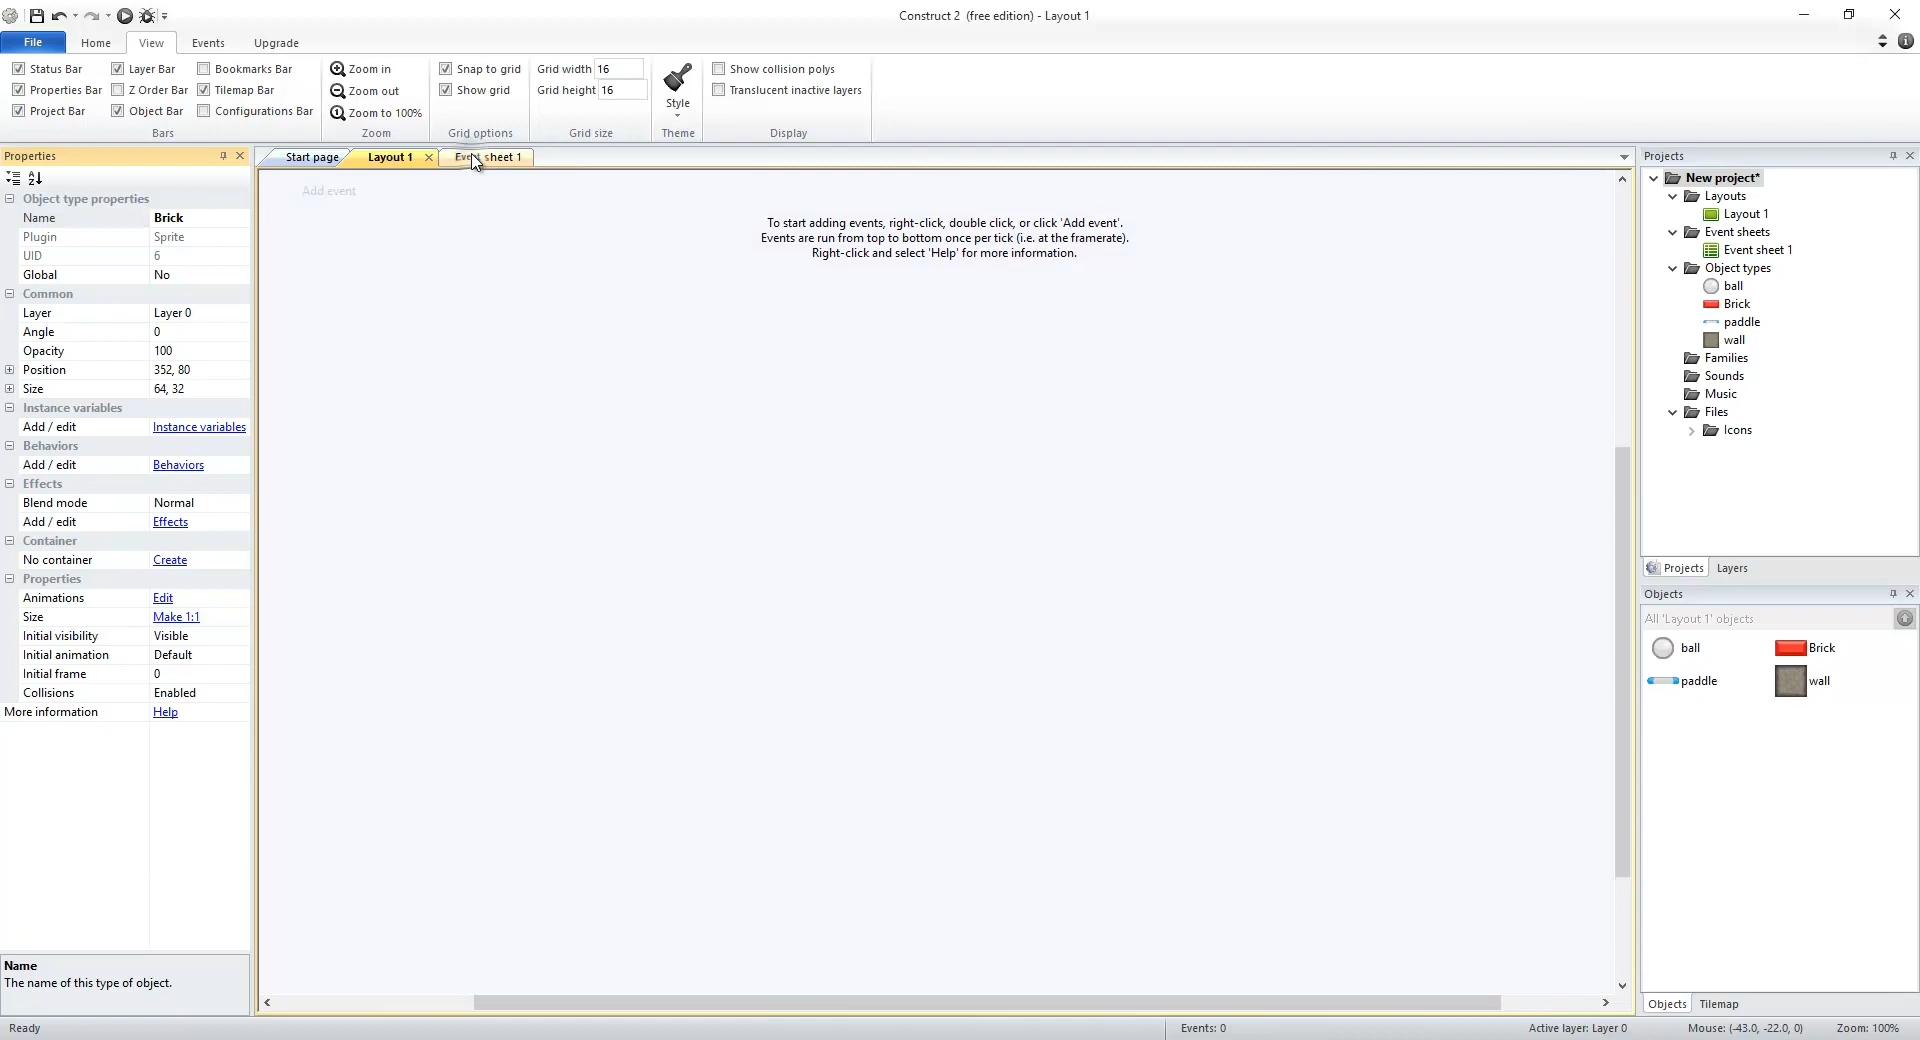 Construct 2 (free edition) - Layout 1
File Home View Events Upgrade
Status Bar Layer Bar Bookmarks Bar Zoom in Snap to grid Grid width 16 Show collision polys
Properties Bar Z Order Bar Tilemap Bar Zoom out Show grid Grid height 16 Style Translucent inactive layers
Project Bar Object Bar Configurations Bar Zoom to 100%
Bars Zoom Grid options Grid size Theme Display
Properties
Start page Layout 1 Event sheet 1
Projects
Object type properties
Name Brick
Plugin Sprite
UID 6
Global No
Common
Layer Layer 0
Angle 0
Opacity 100
Position 352, 80
Size 64, 32
Instance variables
Add / edit Instance variables
Behaviors
Add / edit Behaviors
Effects
Blend mode Normal
Add / edit Effects
Container
No container Create
Properties
Animations Edit
Size Make 1:1
Initial visibility Visible
Initial animation Default
Initial frame 0
Collisions Enabled
More information Help
Name
The name of this type of object.
Add event
To start adding events, right-click, double click, or click 'Add event'.
Events are run from top to bottom once per tick (i.e. at the framerate).
Right-click and select 'Help' for more information.
New project*
Layouts
Layout 1
Event sheets
Event sheet 1
Object types
ball
Brick
paddle
wall
Families
Sounds
Music
Files
Icons
Projects Layers
Objects
All 'Layout 1' objects
ball Brick
paddle wall
Objects Tilemap
Ready Events: 0 Active layer: Layer 0 Mouse: (-43.0, -22.0, 0) Zoom: 100%